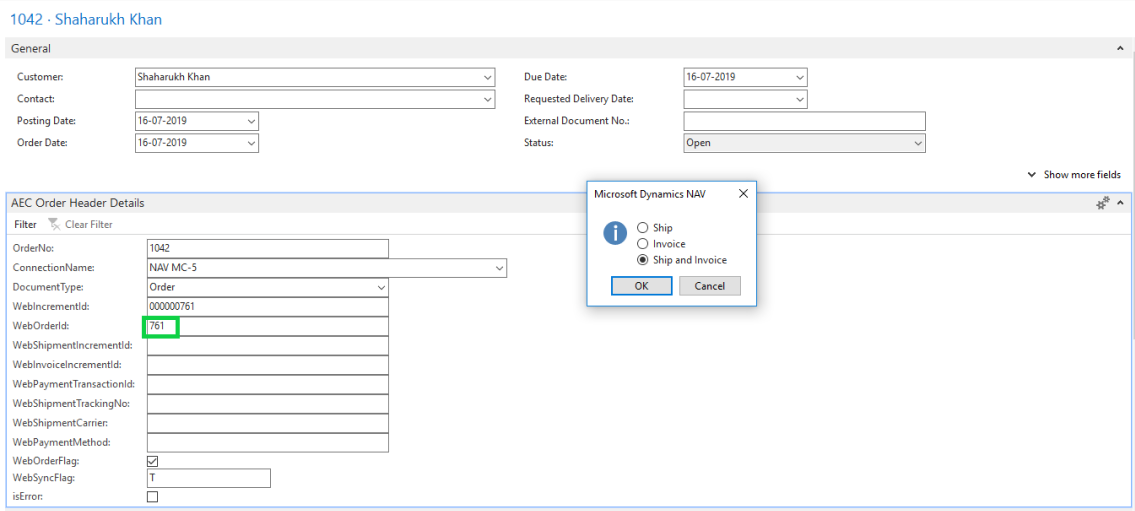 1042 · Shaharukh Khan
General
Customer: Shaharukh Khan
Due Date: 16-07-2019
Contact:
Requested Delivery Date:
Posting Date: 16-07-2019
External Document No.:
Order Date: 16-07-2019
Status: Open
Show more fields
AEC Order Header Details
Filter Clear Filter
OrderNo: 1042
ConnectionName: NAV MC-5
DocumentType: Order
WebIncrementId: 000000761
WebOrderId: 761
WebShipmentIncrementId:
WebInvoiceIncrementId:
WebPaymentTransactionId:
WebShipmentTrackingNo:
WebShipmentCarrier:
WebPaymentMethod:
WebOrderFlag:
WebSyncFlag: T
isError:
Microsoft Dynamics NAV
Ship
Invoice
Ship and Invoice
OK Cancel